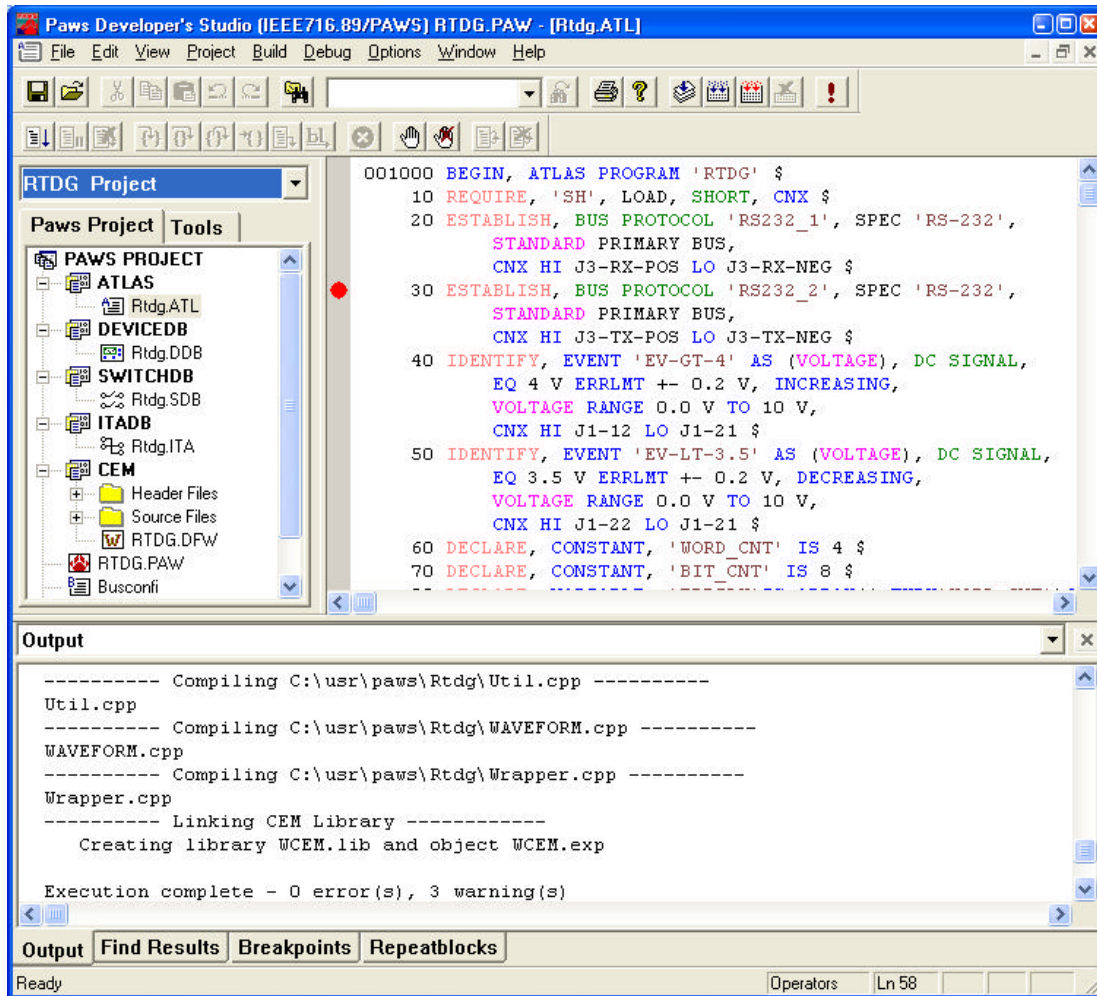 Paws Developer's Studio (IEEE716.89/PAWS) RTDG.PAW - [Rtdg.ATL]
File Edit View Project Build Debug Options Window Help
RTDG Project
Paws Project Tools
PAWS PROJECT
ATLAS
Rtdg.ATL
DEVICEDB
Rtdg.DDB
SWITCHDB
Rtdg.SDB
ITADB
Rtdg.ITA
CEM
Header Files
Source Files
RTDG.DFW
RTDG.PAW
Busconfi
001000 BEGIN, ATLAS PROGRAM 'RTDG' $
10 REQUIRE, 'SH', LOAD, SHORT, CNX $
20 ESTABLISH, BUS PROTOCOL 'RS232_1', SPEC 'RS-232',
STANDARD PRIMARY BUS,
CNX HI J3-RX-POS LO J3-RX-NEG $
30 ESTABLISH, BUS PROTOCOL 'RS232_2', SPEC 'RS-232',
STANDARD PRIMARY BUS,
CNX HI J3-TX-POS LO J3-TX-NEG $
40 IDENTIFY, EVENT 'EV-GT-4' AS (VOLTAGE), DC SIGNAL,
EQ 4 V ERRLMT +- 0.2 V, INCREASING,
VOLTAGE RANGE 0.0 V TO 10 V,
CNX HI J1-12 LO J1-21 $
50 IDENTIFY, EVENT 'EV-LT-3.5' AS (VOLTAGE), DC SIGNAL,
EQ 3.5 V ERRLMT +- 0.2 V, DECREASING,
VOLTAGE RANGE 0.0 V TO 10 V,
CNX HI J1-22 LO J1-21 $
60 DECLARE, CONSTANT, 'WORD_CNT' IS 4 $
70 DECLARE, CONSTANT, 'BIT_CNT' IS 8 $
Output
---------- Compiling C:\usr\paws\Rtdg\Util.cpp ----------
Util.cpp
---------- Compiling C:\usr\paws\Rtdg\WAVEFORM.cpp ----------
WAVEFORM.cpp
---------- Compiling C:\usr\paws\Rtdg\Wrapper.cpp ----------
Wrapper.cpp
---------- Linking CEM Library ------------
Creating library WCEM.lib and object WCEM.exp
Execution complete - 0 error(s), 3 warning(s)
Output Find Results Breakpoints Repeatblocks
Ready Operators Ln 58